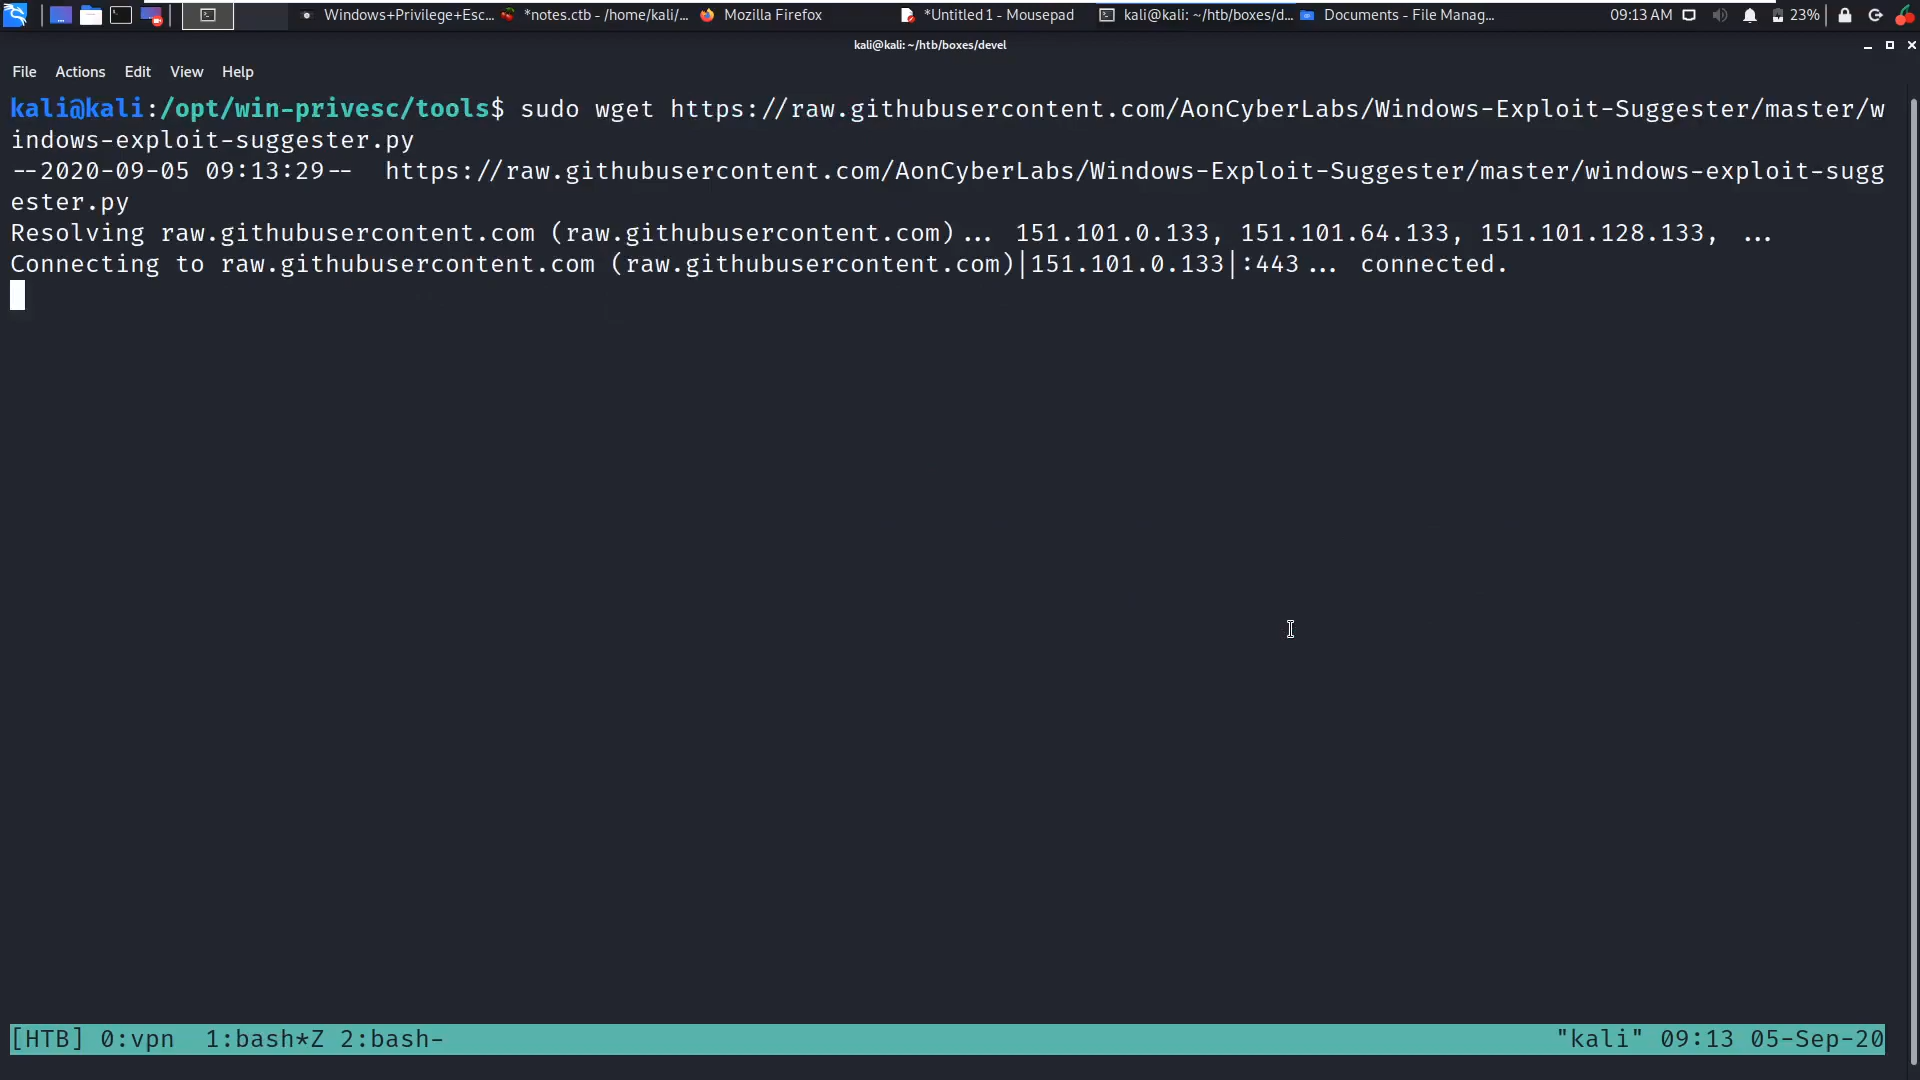 Windows+Privilege+Esc... *notes.ctb - /home/kali/... Mozilla Firefox *Untitled 1 - Mousepad kali@kali: ~/htb/boxes/d... Documents - File Manag... 09:13 AM 23%
kali@kali: ~/htb/boxes/devel
File Actions Edit View Help
kali@kali:/opt/win-privesc/tools$ sudo wget https://raw.githubusercontent.com/AonCyberLabs/Windows-Exploit-Suggester/master/w
indows-exploit-suggester.py
--2020-09-05 09:13:29-- https://raw.githubusercontent.com/AonCyberLabs/Windows-Exploit-Suggester/master/windows-exploit-sugg
ester.py
Resolving raw.githubusercontent.com (raw.githubusercontent.com)... 151.101.0.133, 151.101.64.133, 151.101.128.133, ...
Connecting to raw.githubusercontent.com (raw.githubusercontent.com)|151.101.0.133|:443... connected.
[HTB] 0:vpn 1:bash*Z 2:bash- "kali" 09:13 05-Sep-20